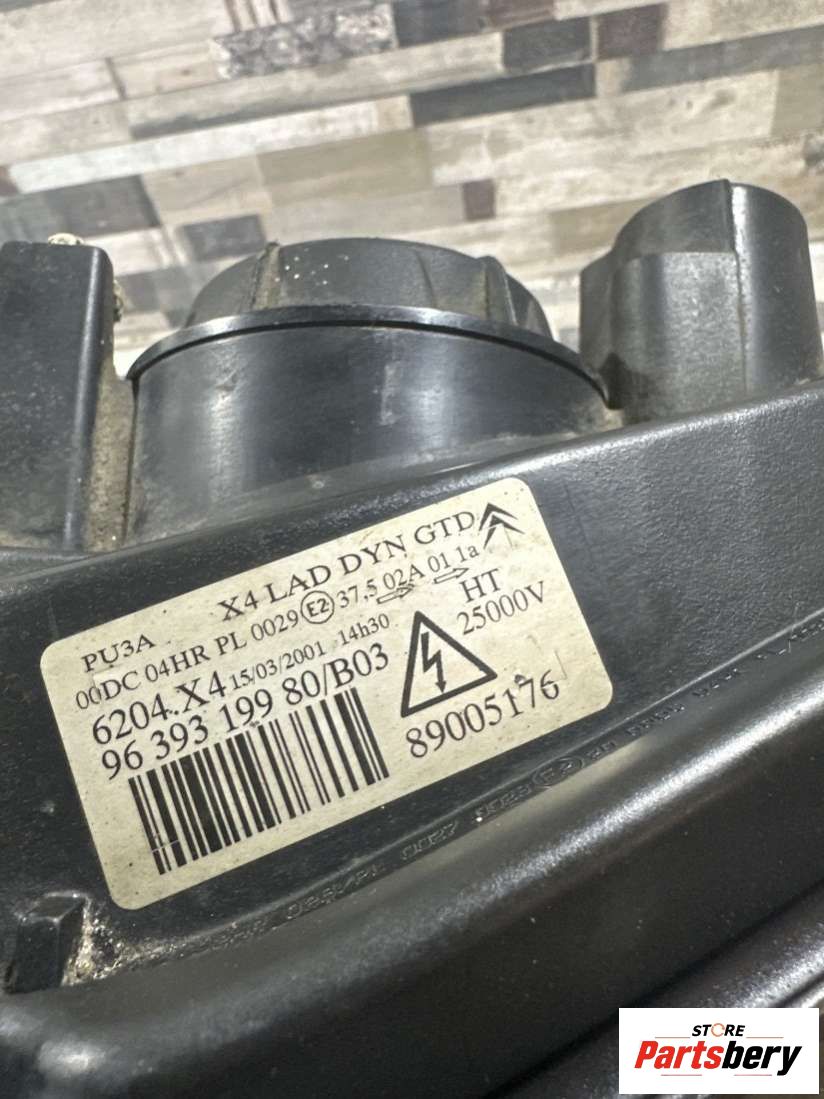 PU3A X4 LAD DYN GTD
00DC 04HR PL 0029 E2 37,5 02A 01 1a
6204.X4 15/03/2001 14h30 HT
96 393 199 80/B03 25000V
89005176
STORE
Partsbery